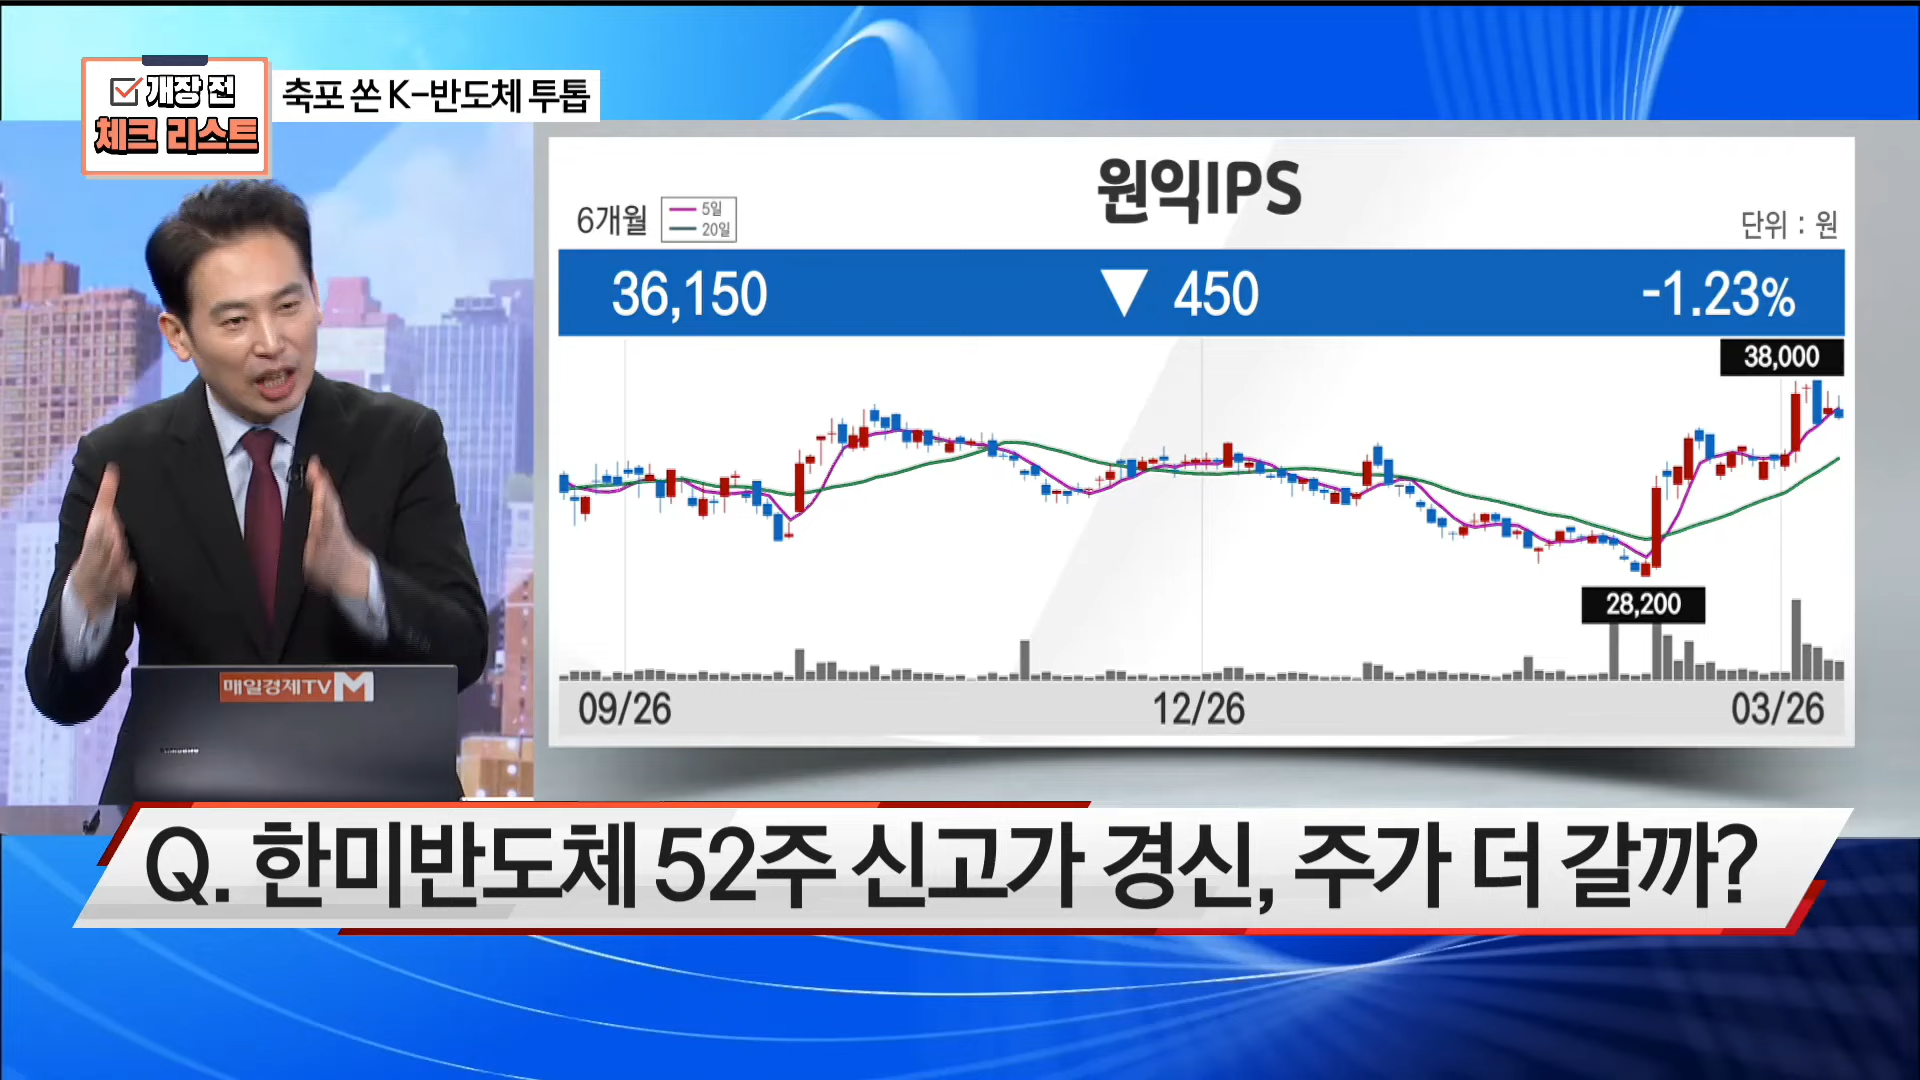 개장 전
체크 리스트
축포 쏜 K-반도체 투톱
원익IPS
6개월
5일
20일
단위 : 원
36,150 ▼ 450 -1.23%
38,000
28,200
09/26 12/26 03/26
매일경제TV M
SAMSUNG
Q. 한미반도체 52주 신고가 경신, 주가 더 갈까?